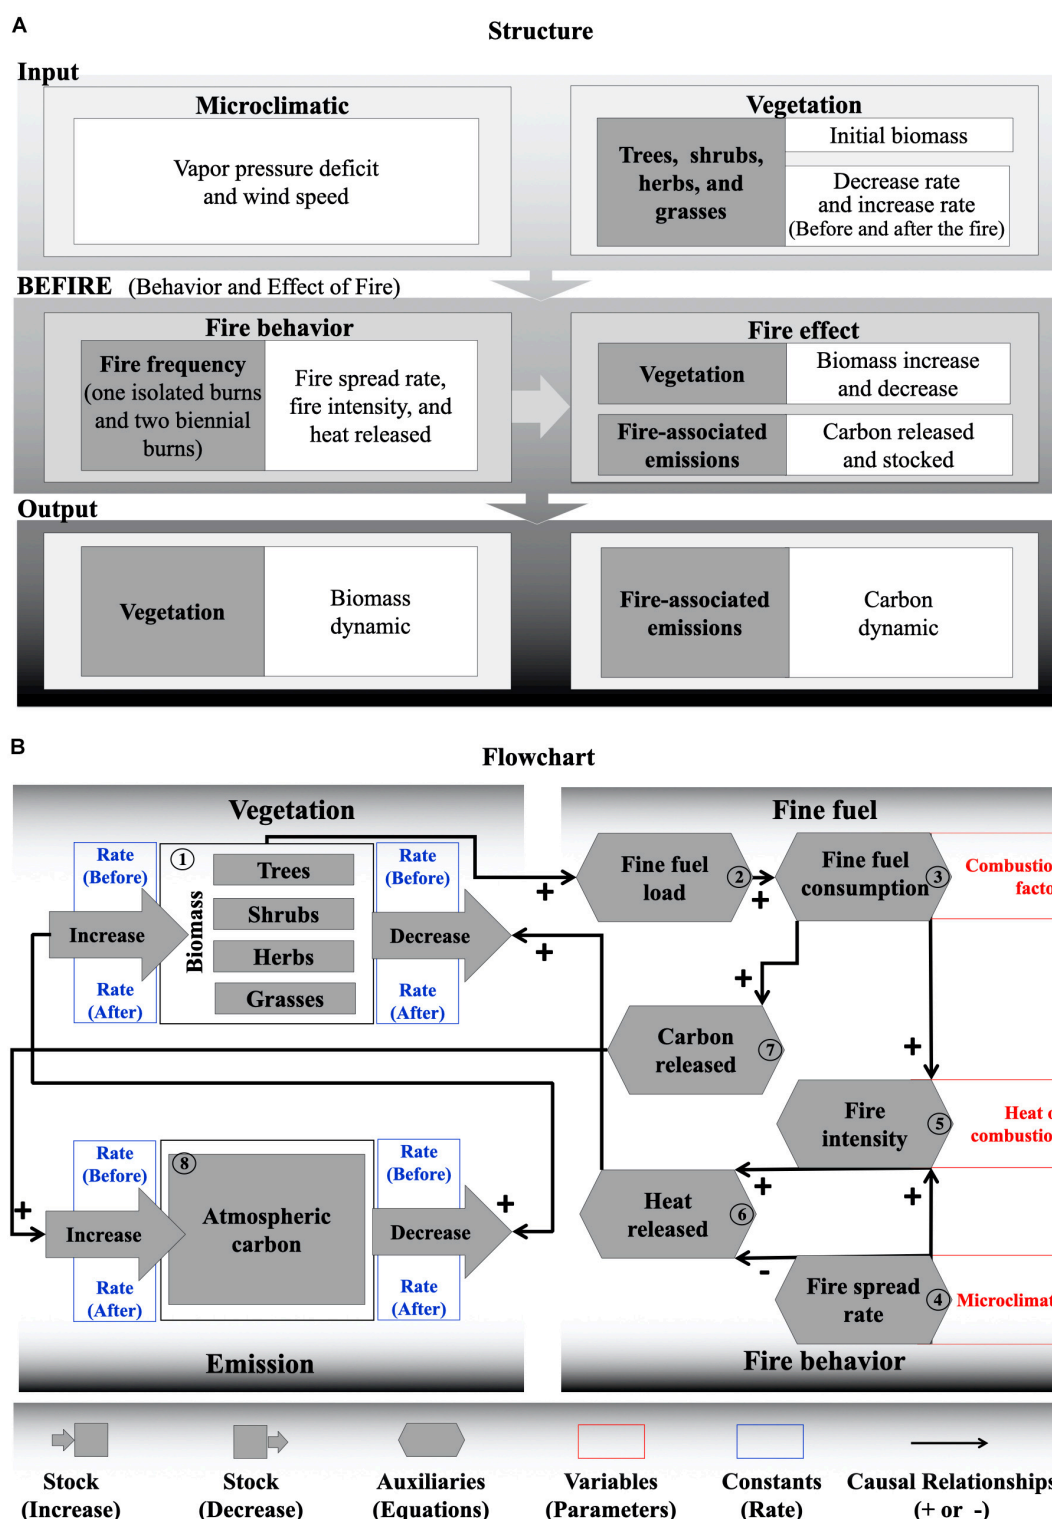 A
Structure
Input
Microclimatic
Vapor pressure deficit
and wind speed
Vegetation
Trees, shrubs,
herbs, and
grasses
Initial biomass
Decrease rate
and increase rate
(Before and after the fire)
BEFIRE (Behavior and Effect of Fire)
Fire behavior
Fire frequency
(one isolated burns
and two biennial
burns)
Fire spread rate,
fire intensity, and
heat released
Fire effect
Vegetation
Biomass increase
and decrease
Fire-associated
emissions
Carbon released
and stocked
Output
Vegetation
Biomass
dynamic
Fire-associated
emissions
Carbon
dynamic
B
Flowchart
Vegetation
Rate
(Before)
Increase
Rate
(After)
1
Biomass
Trees
Shrubs
Herbs
Grasses
Rate
(Before)
Decrease
Rate
(After)
+
+
Fine fuel
Fine fuel
load
2
+
Fine fuel
consumption
3
Combustio
facto
+
Carbon
released
7
+
Fire
intensity
5
Heat o
combustio
+
+
Heat
released
6
-
Fire spread
rate
4
Microclimat
Fire behavior
+
Rate
(Before)
Increase
Rate
(After)
8
Atmospheric
carbon
Rate
(Before)
Decrease
Rate
(After)
+
Emission
Stock
(Increase)
Stock
(Decrease)
Auxiliaries
(Equations)
Variables
(Parameters)
Constants
(Rate)
Causal Relationships
(+ or -)